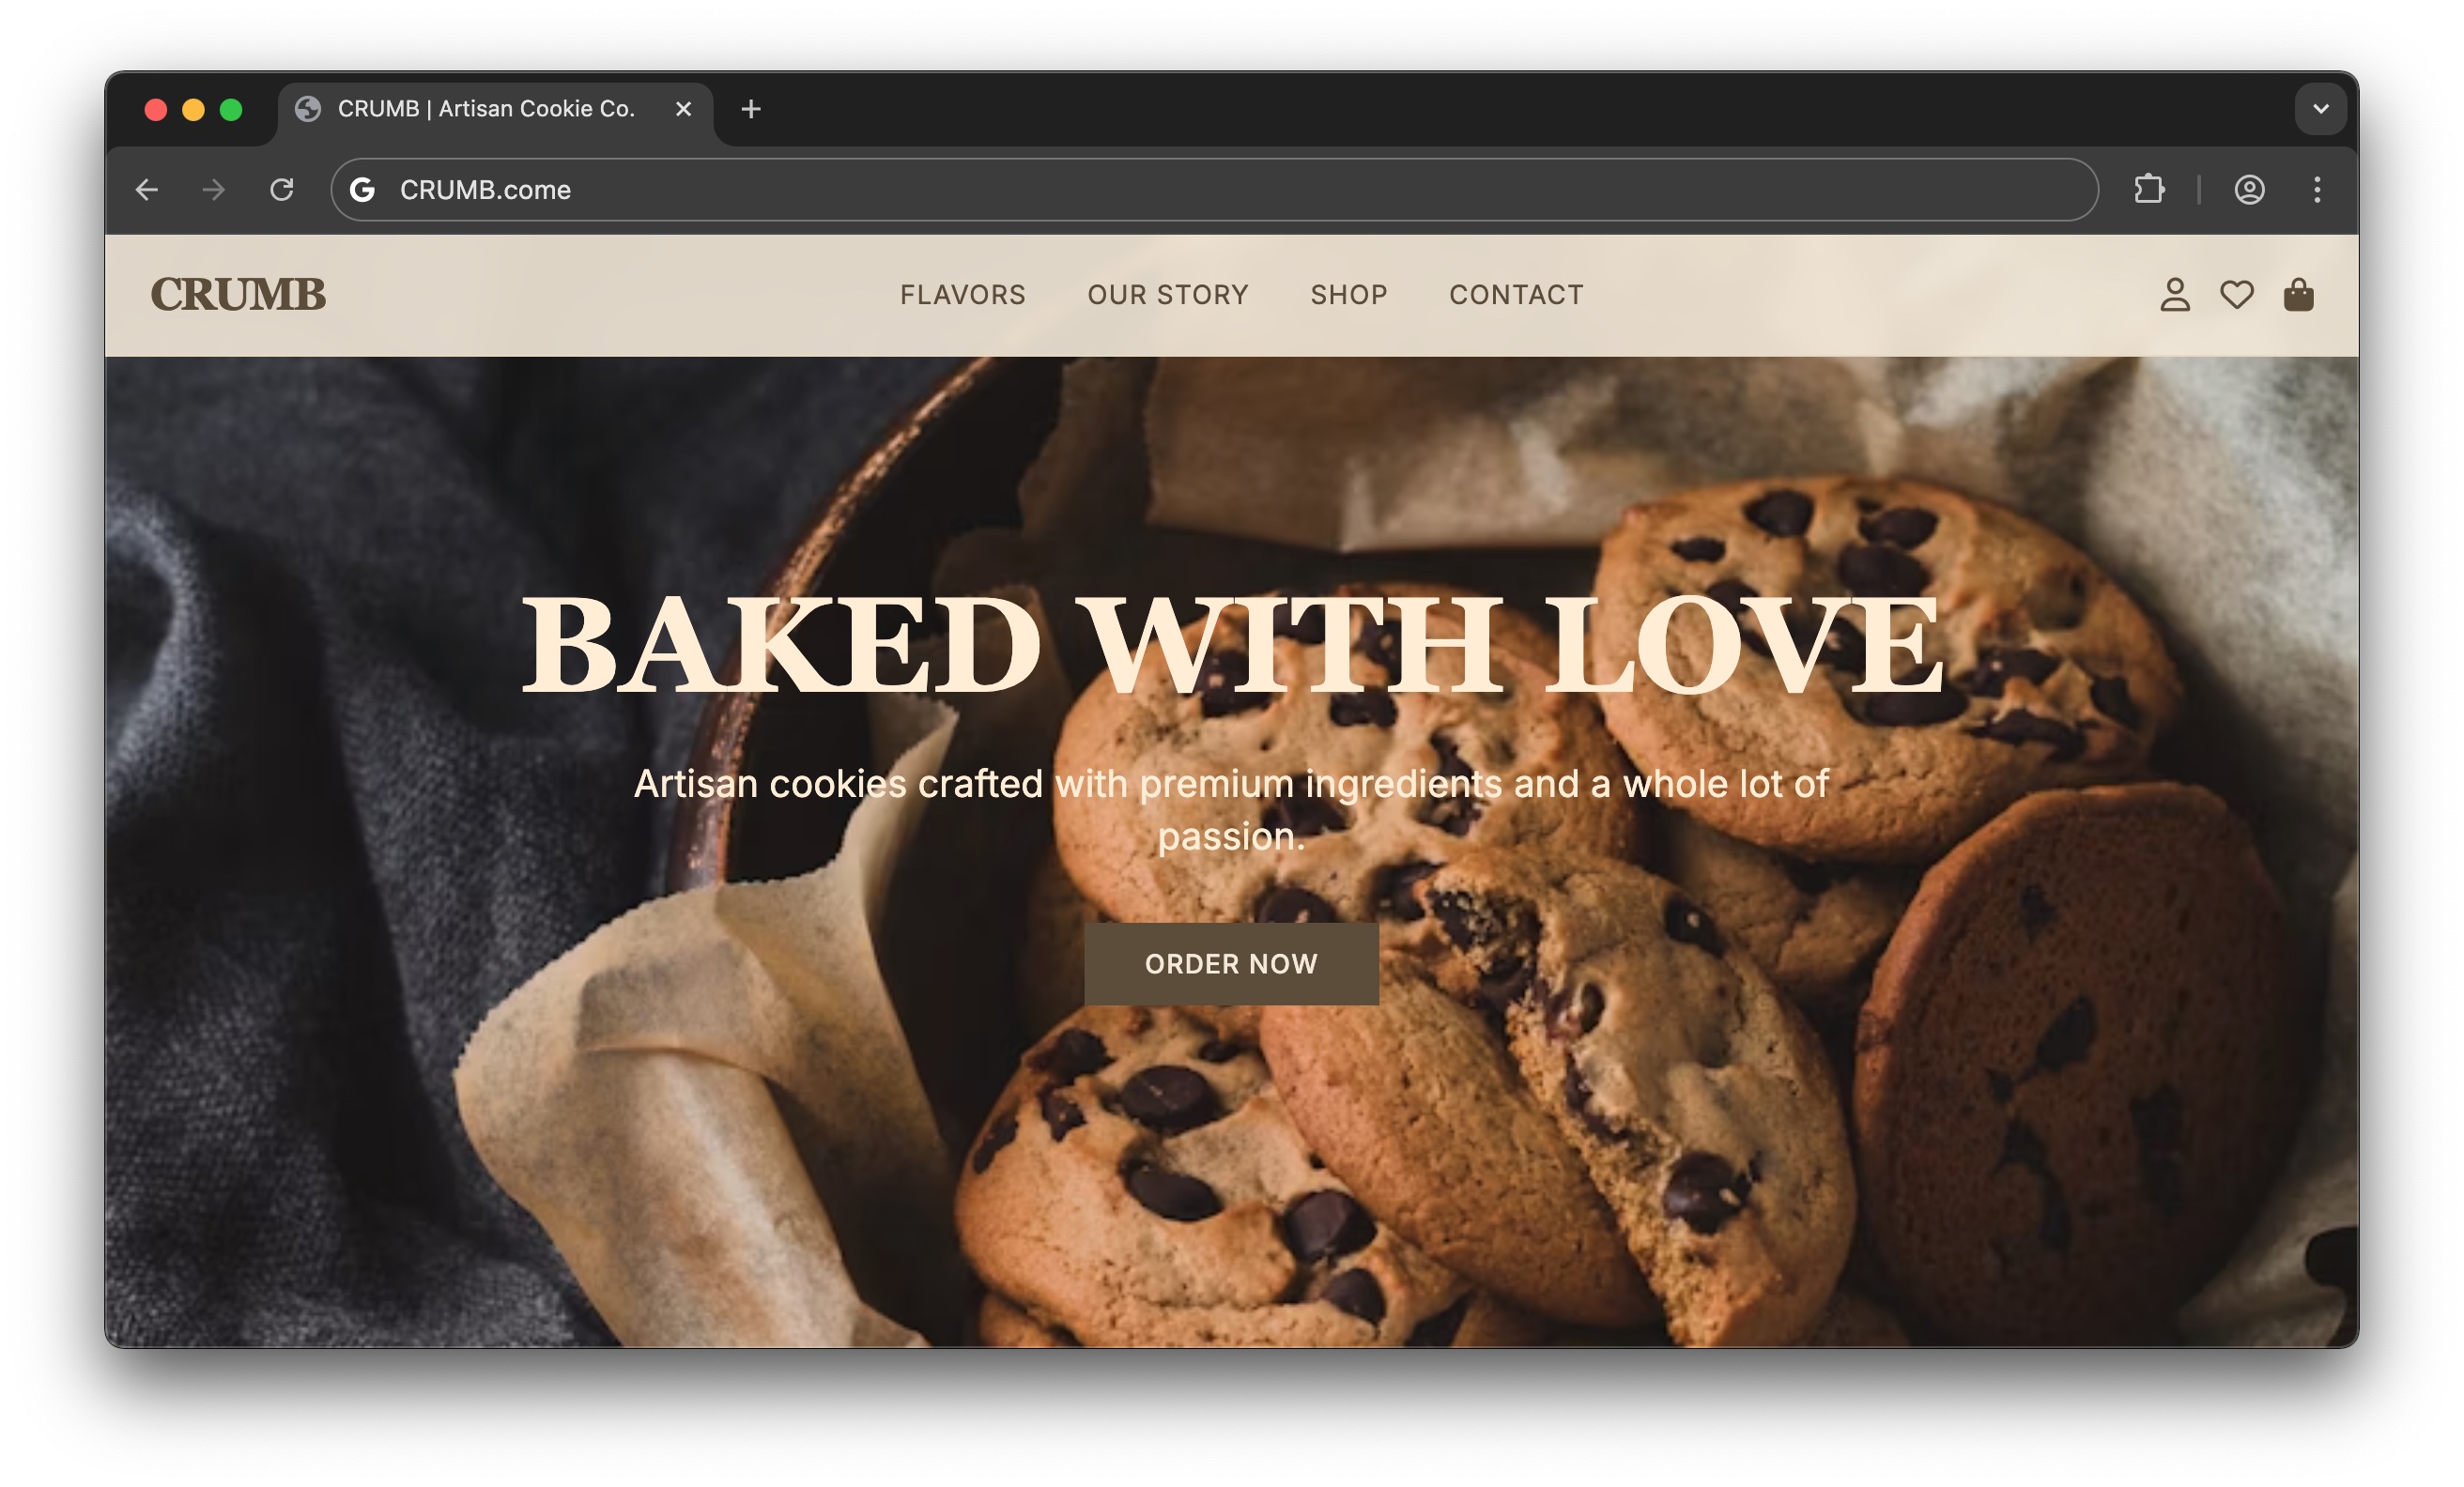 CRUMB | Artisan Cookie Co.
CRUMB.come
CRUMB
FLAVORS OUR STORY SHOP CONTACT
BAKED WITH LOVE
Artisan cookies crafted with premium ingredients and a whole lot of
passion.
ORDER NOW